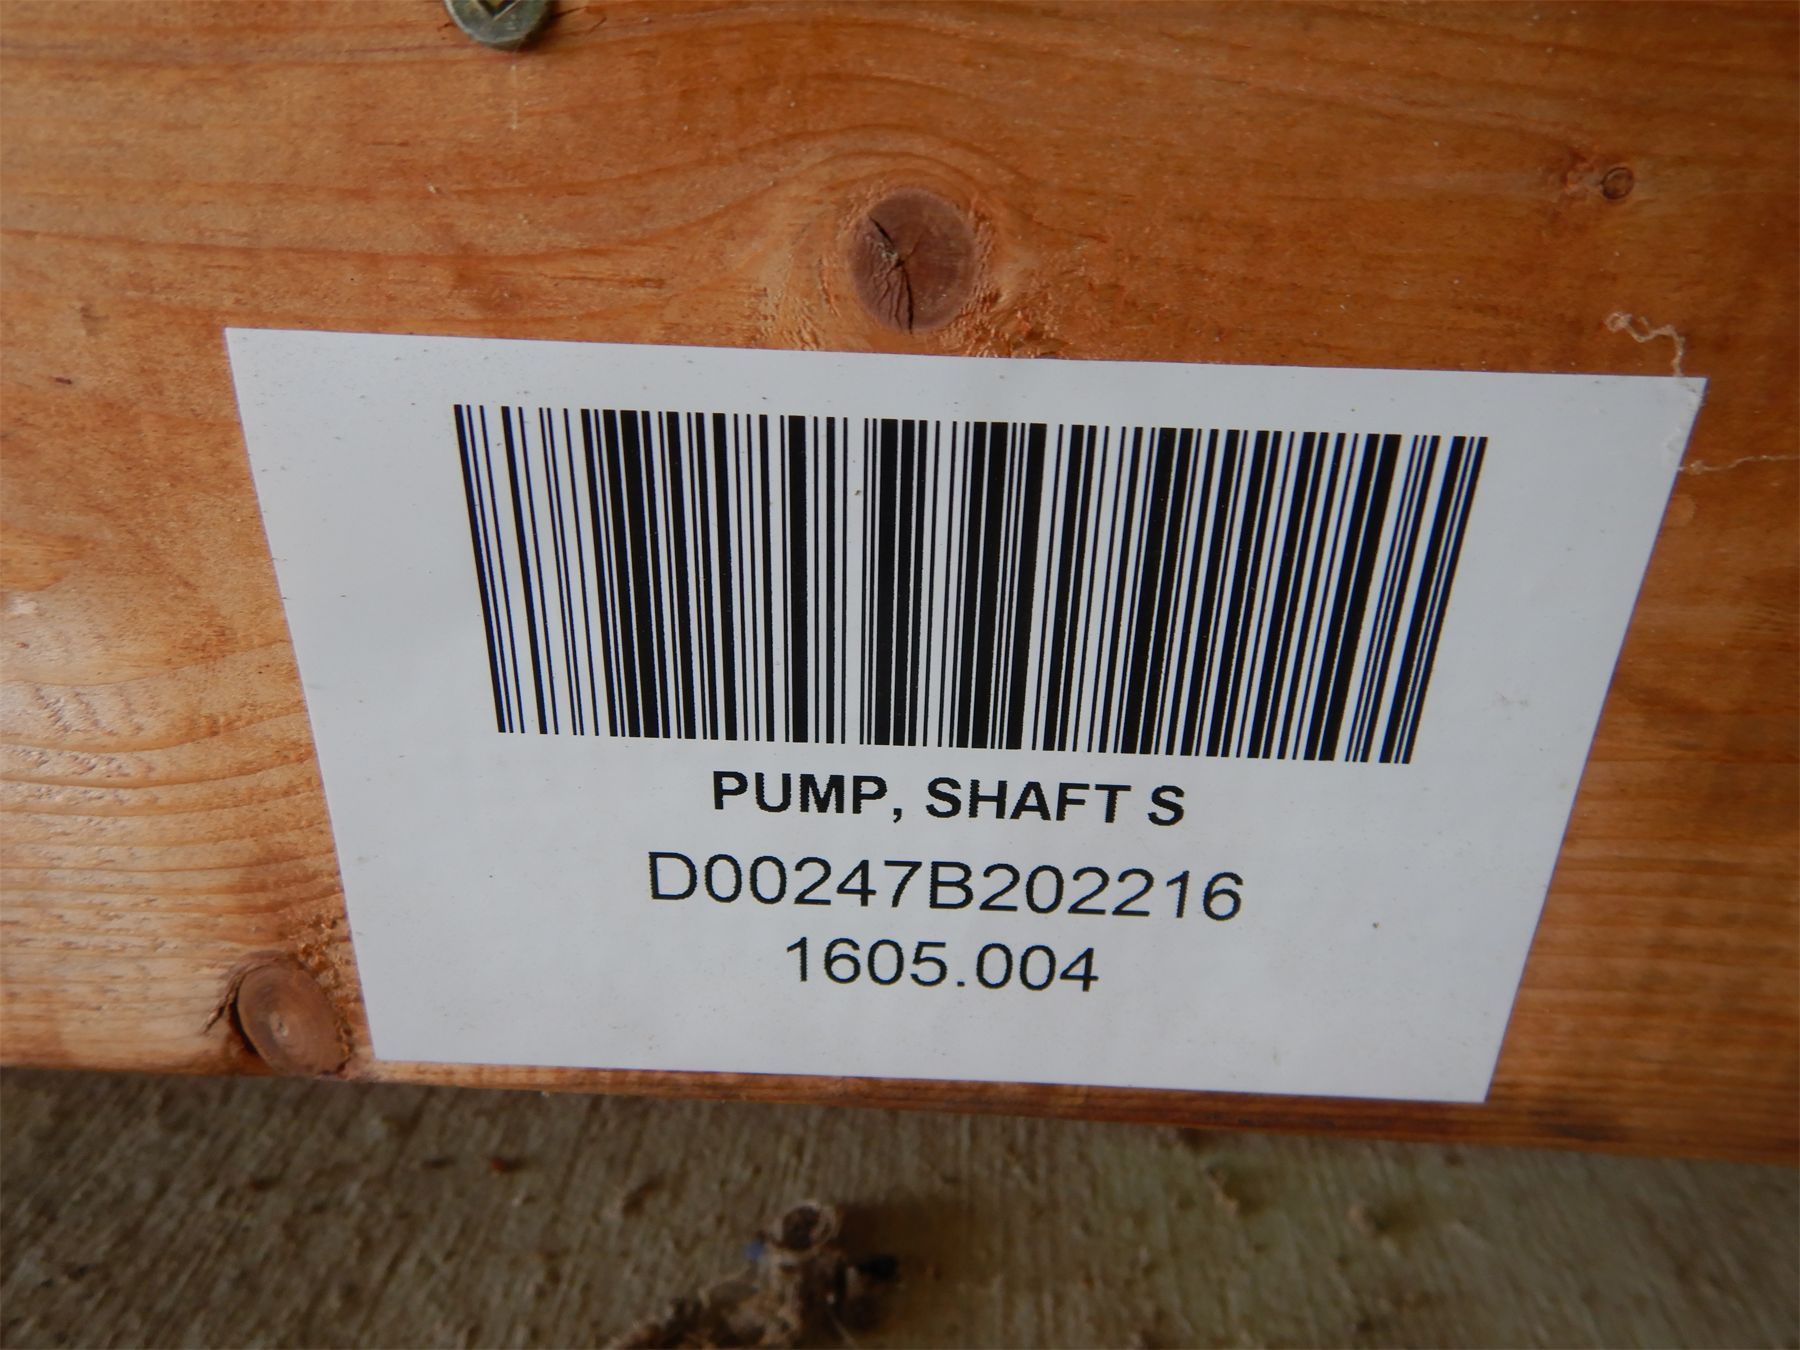 PUMP, SHAFT S
D00247B202216
1605.004